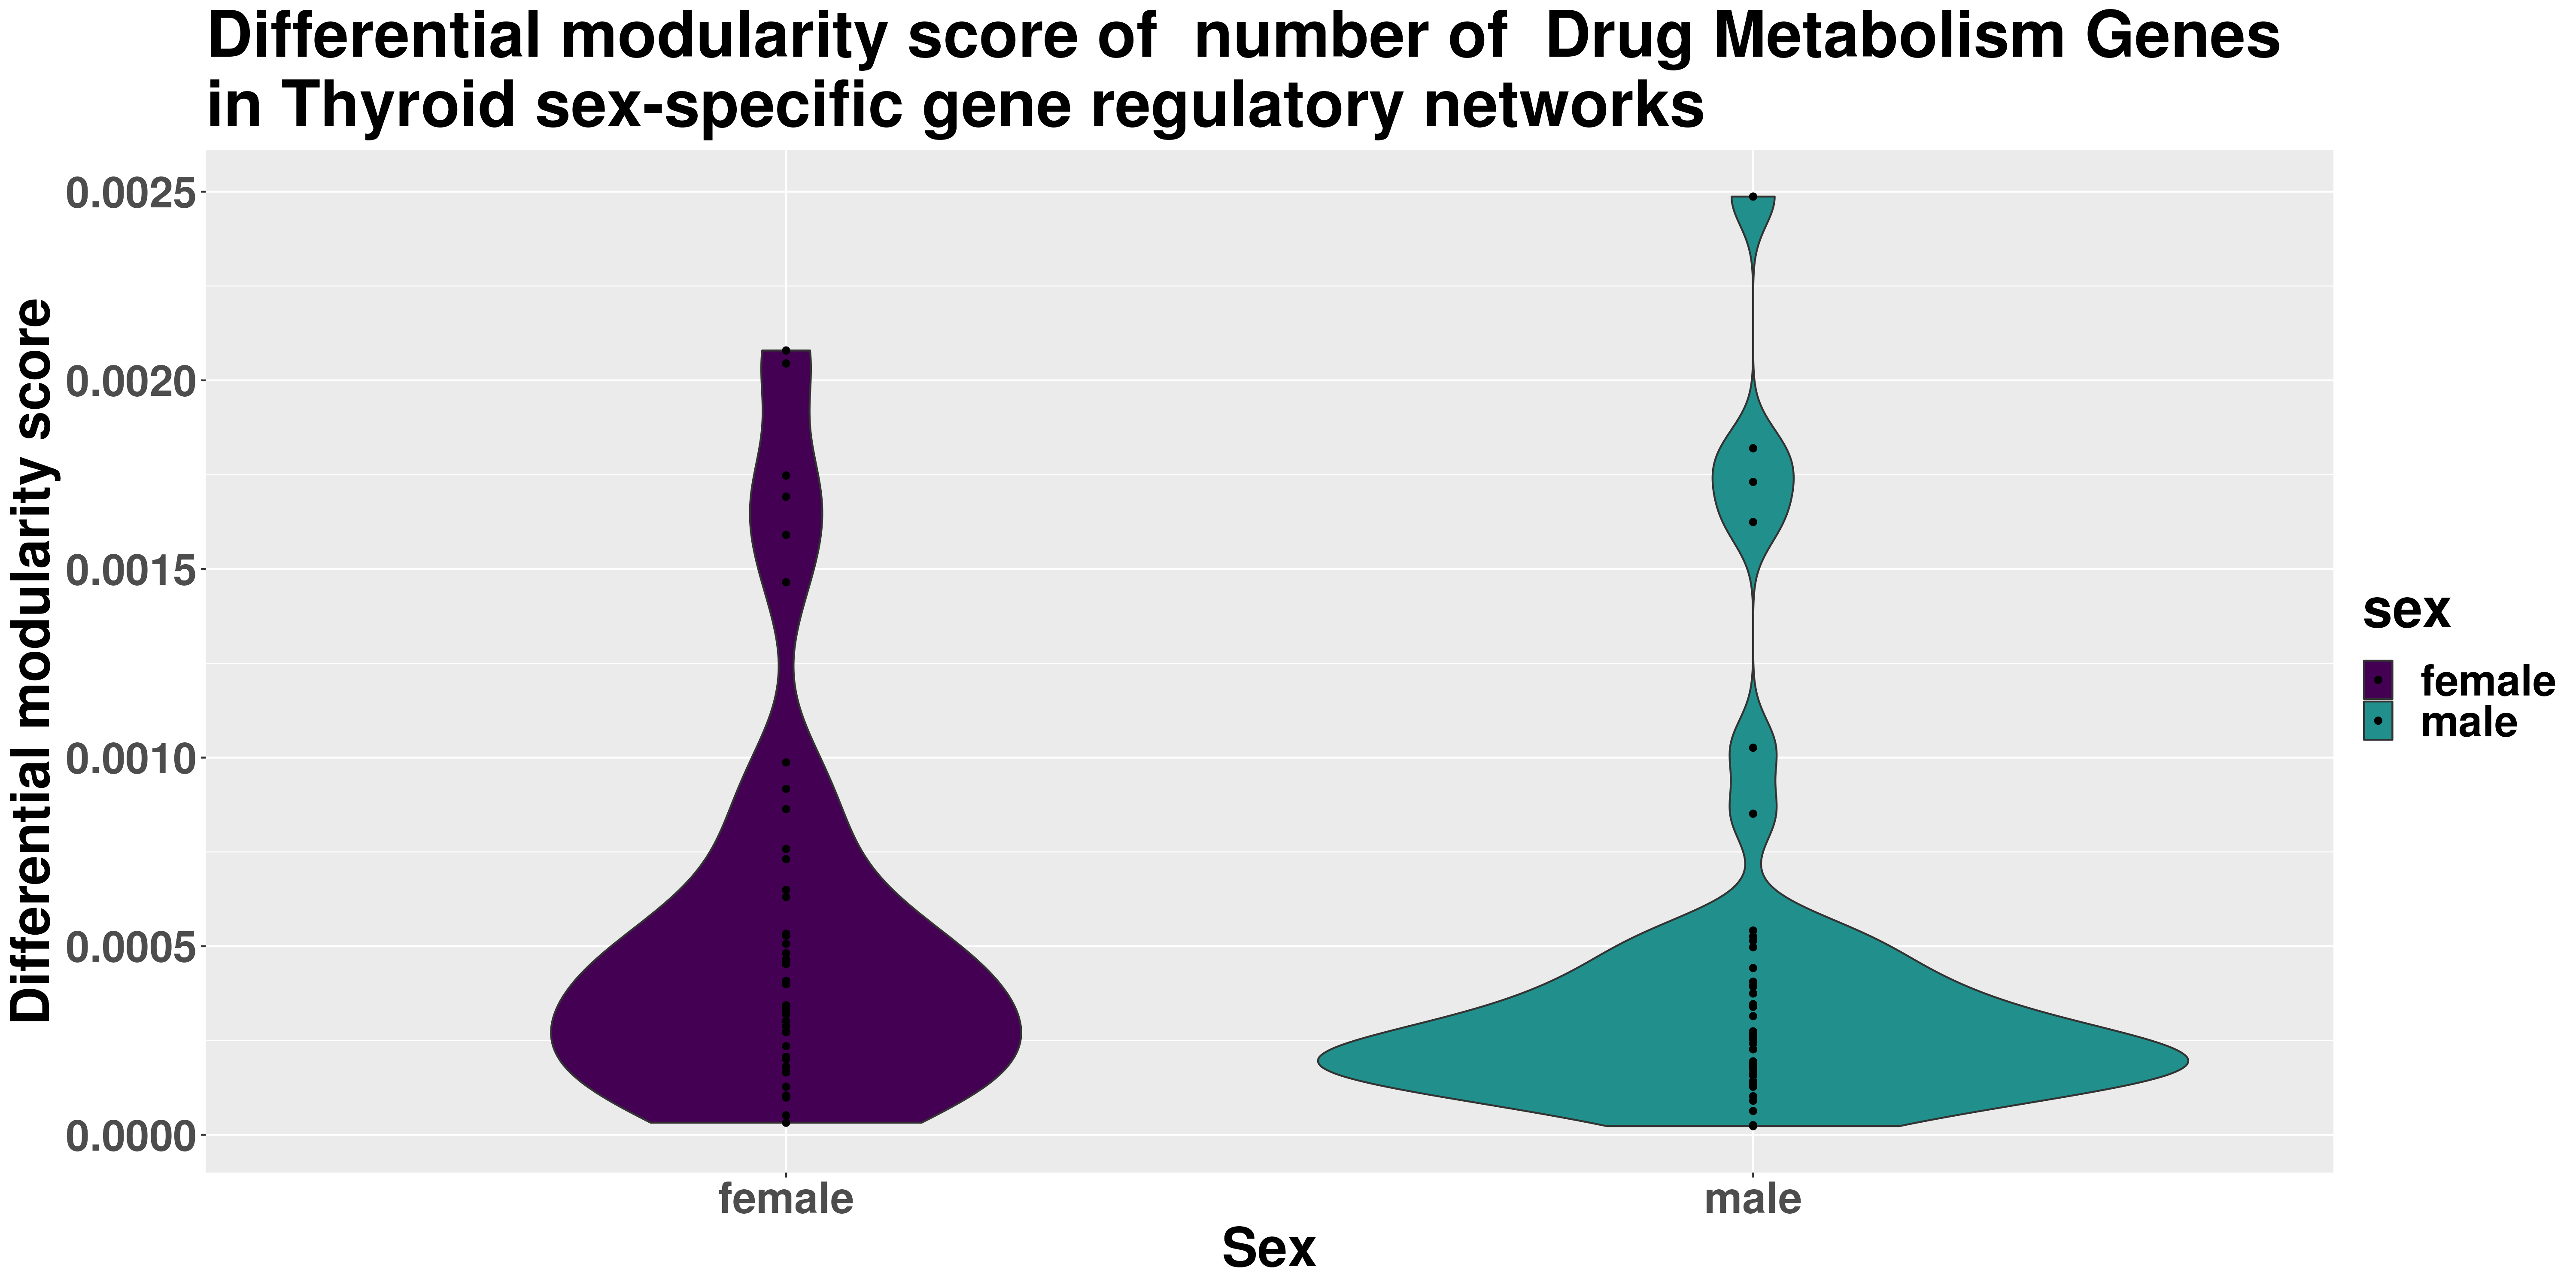 Differential modularity score of  number of  Drug Metabolism Genes
in Thyroid sex-specific gene regulatory networks
Differential modularity score
0.0025
0.0020
0.0015
0.0010
0.0005
0.0000
female
male
Sex
sex
female
male